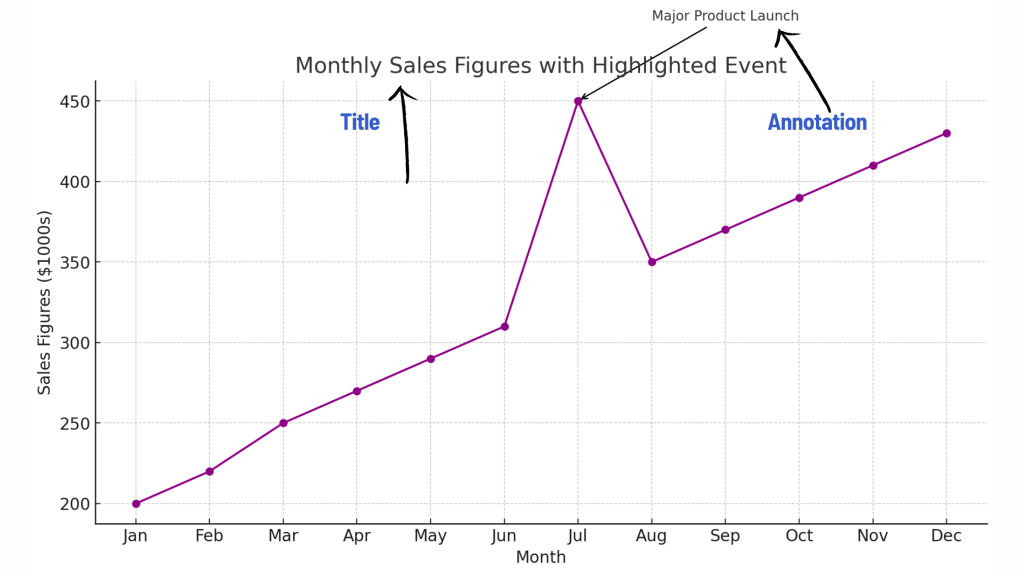 Major Product Launch
Monthly Sales Figures with Highlighted Event
Title
Annotation
Sales Figures ($1000s)
450
400
350
300
250
200
Jan Feb Mar Apr May Jun Jul Aug Sep Oct Nov Dec
Month